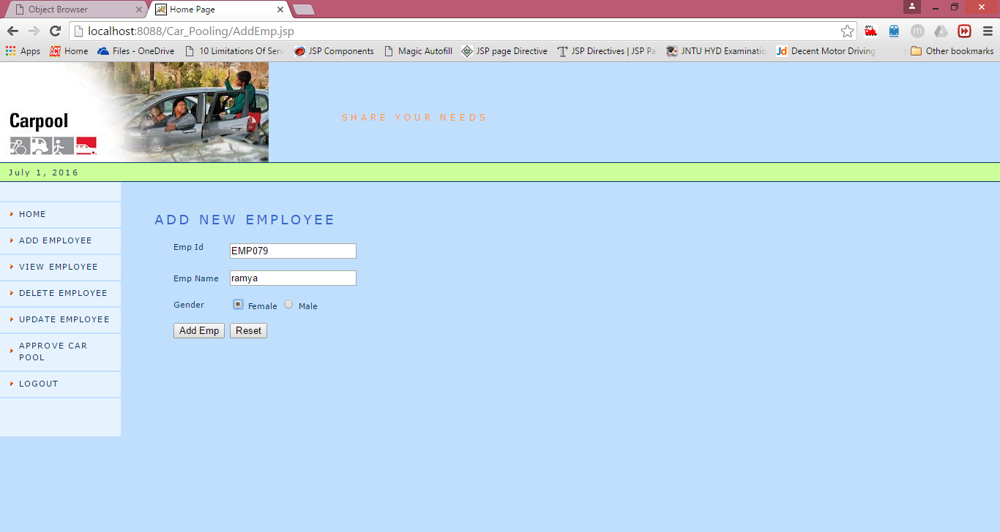 Object Browser
Home Page
localhost:8088/Car_Pooling/AddEmp.jsp
Apps
Home
Files - OneDrive
10 Limitations Of Serv
JSP Components
Magic Autofill
JSP page Directive
JSP Directives | JSP Pa
JNTU HYD Examinatio
Decent Motor Driving
Other bookmarks
Carpool
SHARE YOUR NEEDS
July 1, 2016
HOME
ADD EMPLOYEE
VIEW EMPLOYEE
DELETE EMPLOYEE
UPDATE EMPLOYEE
APPROVE CAR
POOL
LOGOUT
ADD NEW EMPLOYEE
Emp Id EMP079
Emp Name ramya
Gender Female Male
Add Emp Reset